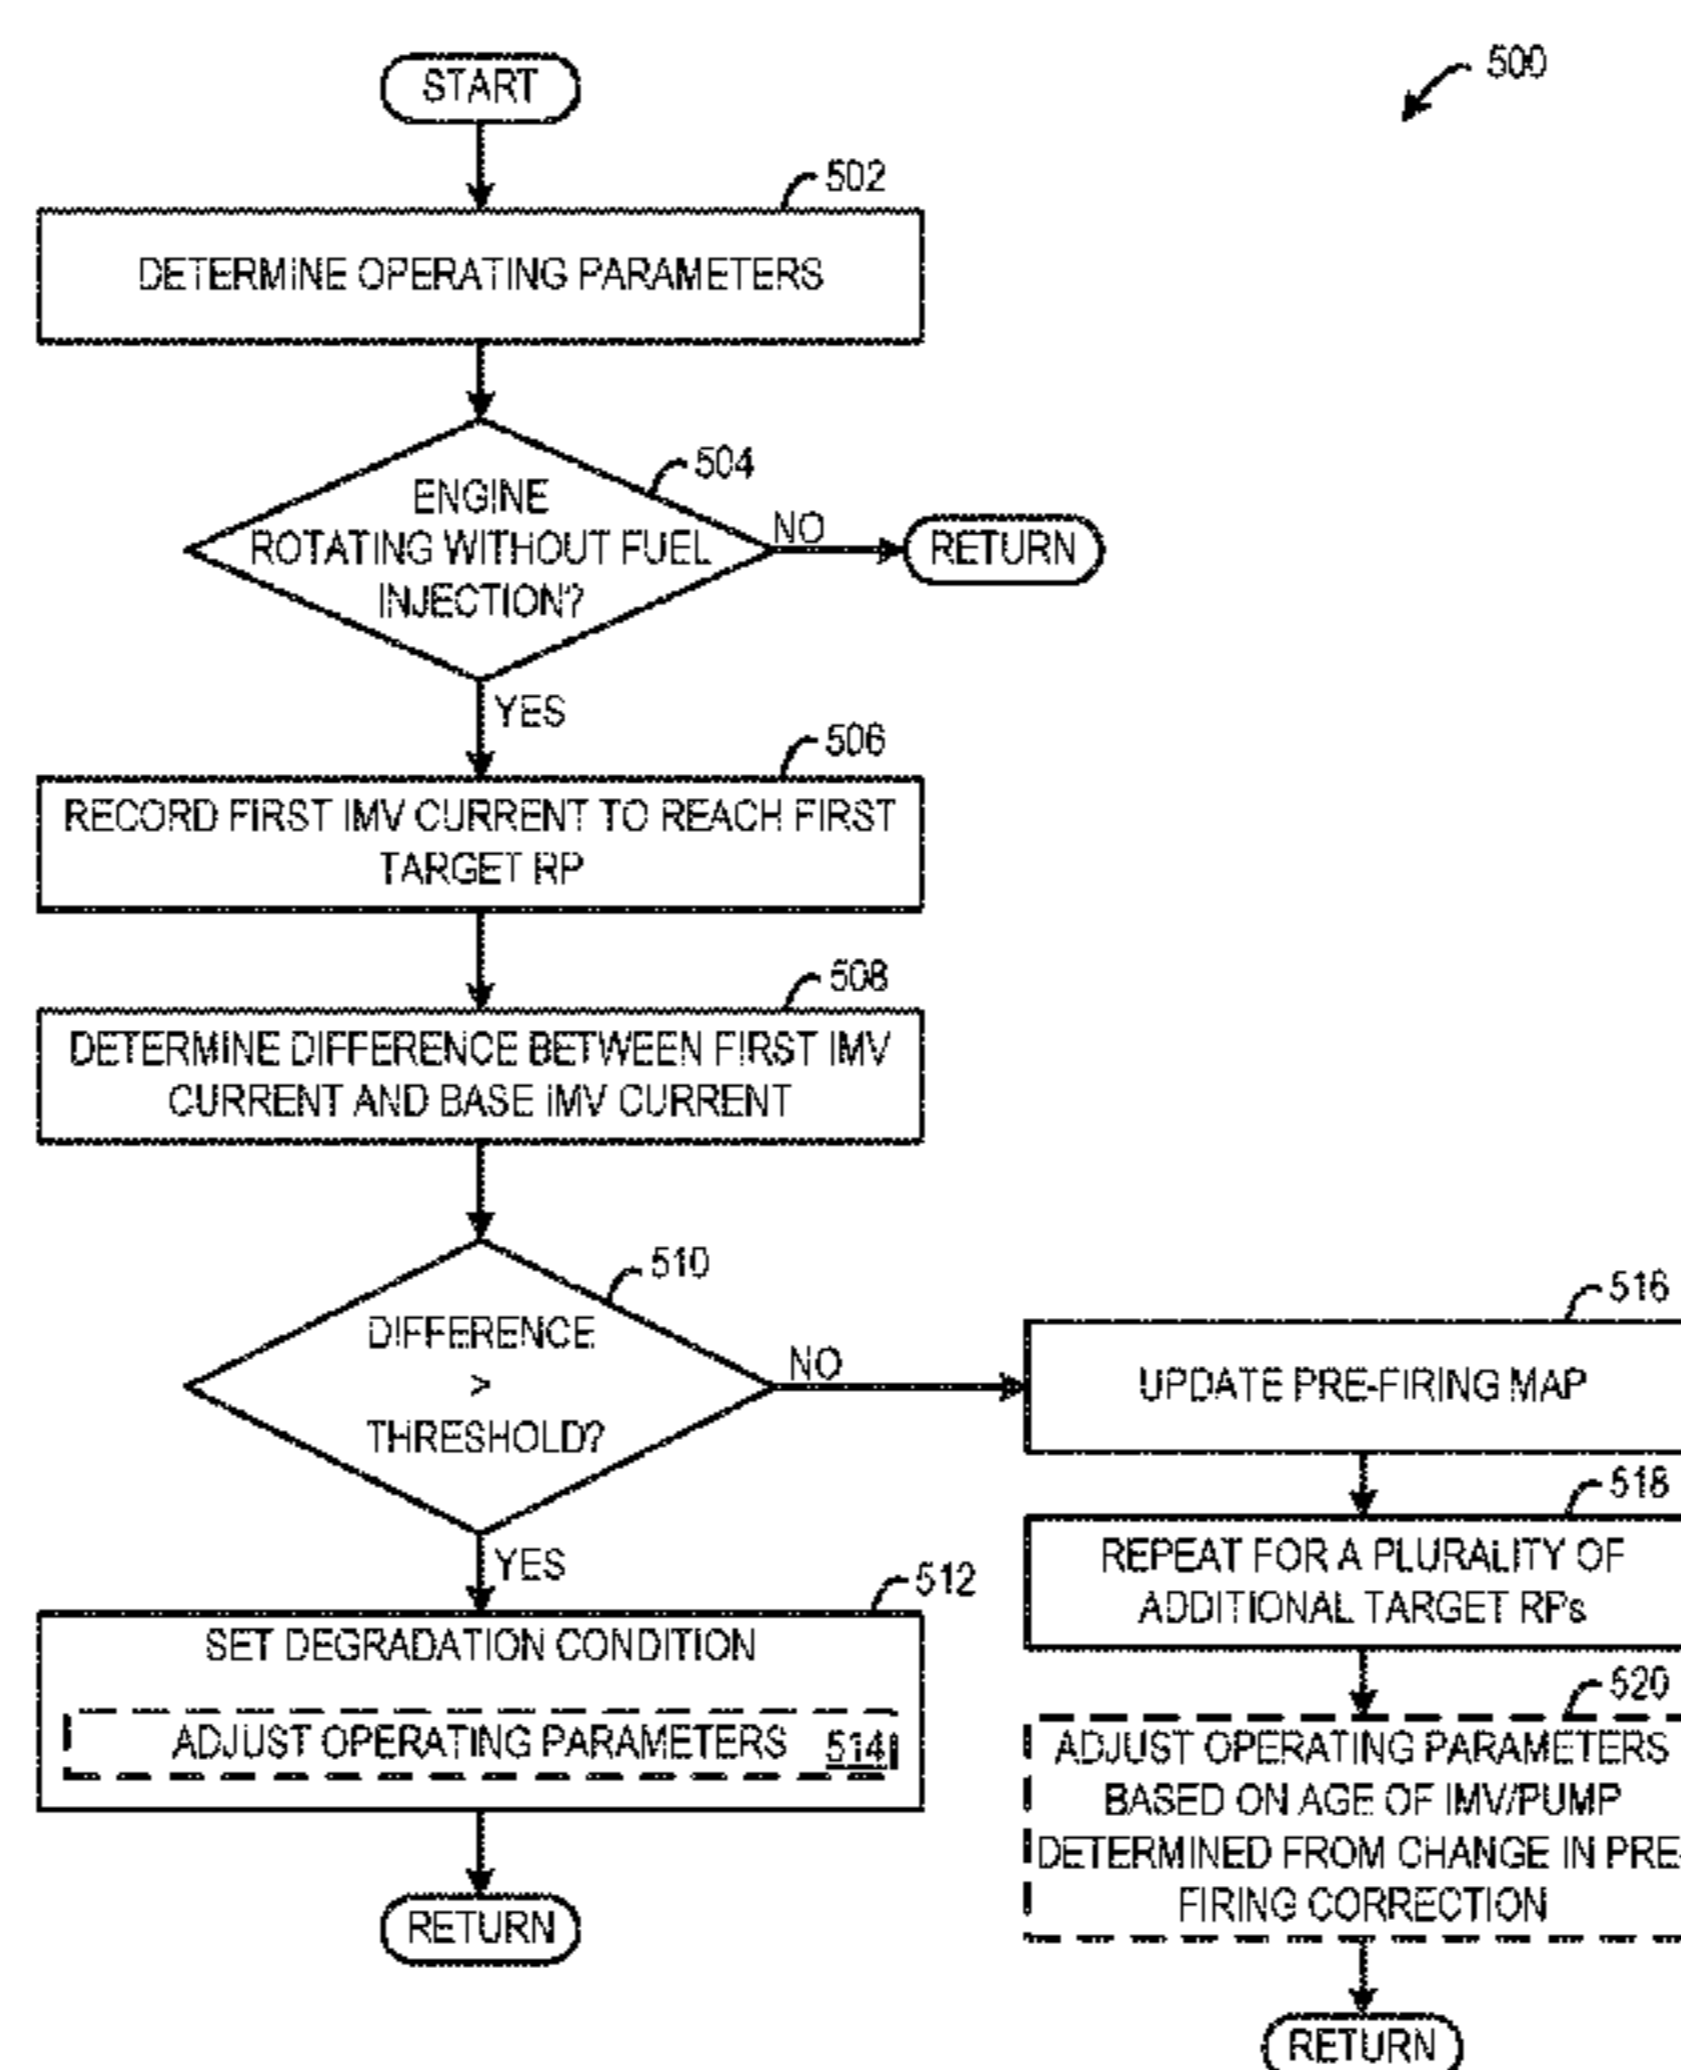 START
500
502
DETERMINE OPERATING PARAMETERS
504
ENGINE
ROTATING WITHOUT FUEL
INJECTION?
NO
RETURN
YES
506
RECORD FIRST IMV CURRENT TO REACH FIRST
TARGET RP
508
DETERMINE DIFFERENCE BETWEEN FIRST IMV
CURRENT AND BASE IMV CURRENT
510
DIFFERENCE
>
THRESHOLD?
NO
516
UPDATE PRE-FIRING MAP
518
REPEAT FOR A PLURALITY OF
ADDITIONAL TARGET RPs
YES
512
SET DEGRADATION CONDITION
ADJUST OPERATING PARAMETERS 514
520
ADJUST OPERATING PARAMETERS
BASED ON AGE OF IMV/PUMP
DETERMINED FROM CHANGE IN PRE-
FIRING CORRECTION
RETURN
RETURN